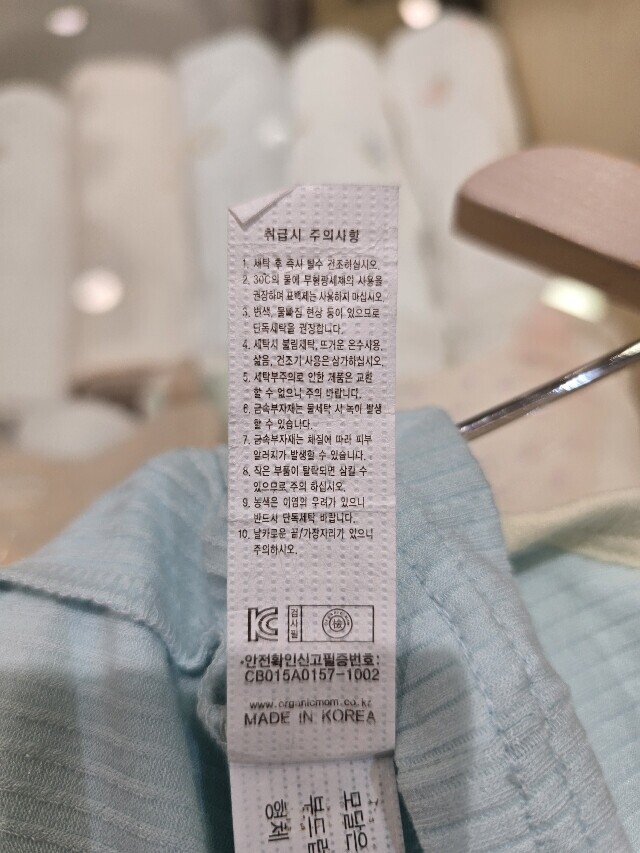 취급시 주의사항
1. 세탁 후 즉시 탈수 건조하십시오.
2. 30℃의 물에 무형광세제의 사용을
권장하며 표백제는 사용하지 마십시오.
3. 변색, 물빠짐 현상 등이 있으므로
단독세탁을 권장합니다.
4. 세탁시 불림세탁, 뜨거운 온수사용,
삶음, 건조기 사용은 삼가하십시오.
5. 세탁부주의로 인한 제품은 교환
할 수 없으니 주의 바랍니다.
6. 금속부자재는 물세탁 시 녹이 발생
할 수 있습니다.
7. 금속부자재는 체질에 따라 피부
알러지가 발생할 수 있습니다.
8. 작은 부품이 탈락되면 삼킬 수
있으므로 주의 하십시오.
9. 농색은 이염의 우려가 있으니
반드시 단독세탁 바랍니다.
10. 날카로운 끝/가장자리가 있으니
주의하시오.
KC 검사필
•안전확인신고필증번호:
CB015A0157-1002
www.organicmom.co.kr
MADE IN KOREA
모달은
부드럽
형체